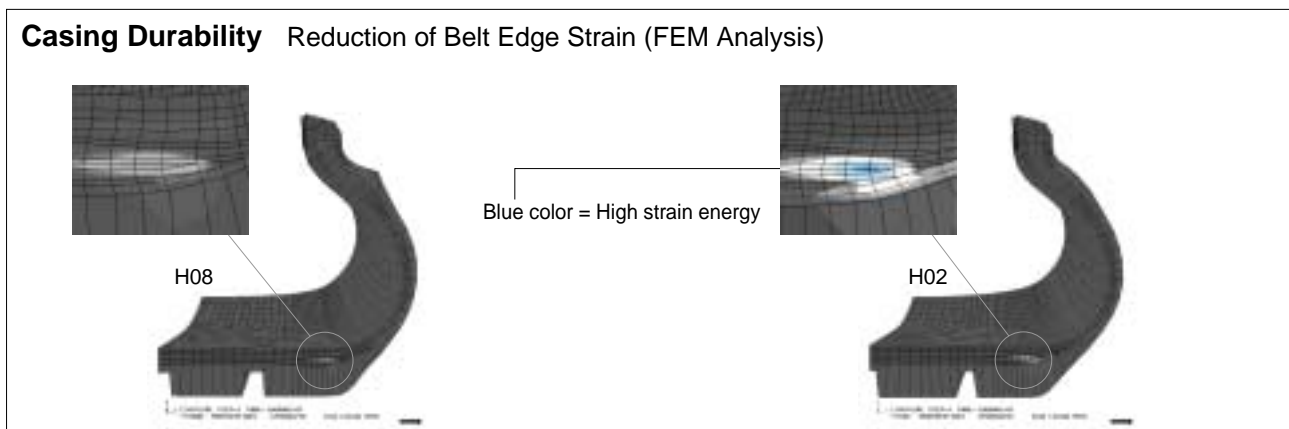 Casing Durability Reduction of Belt Edge Strain (FEM Analysis)
Blue color = High strain energy
H08
H02